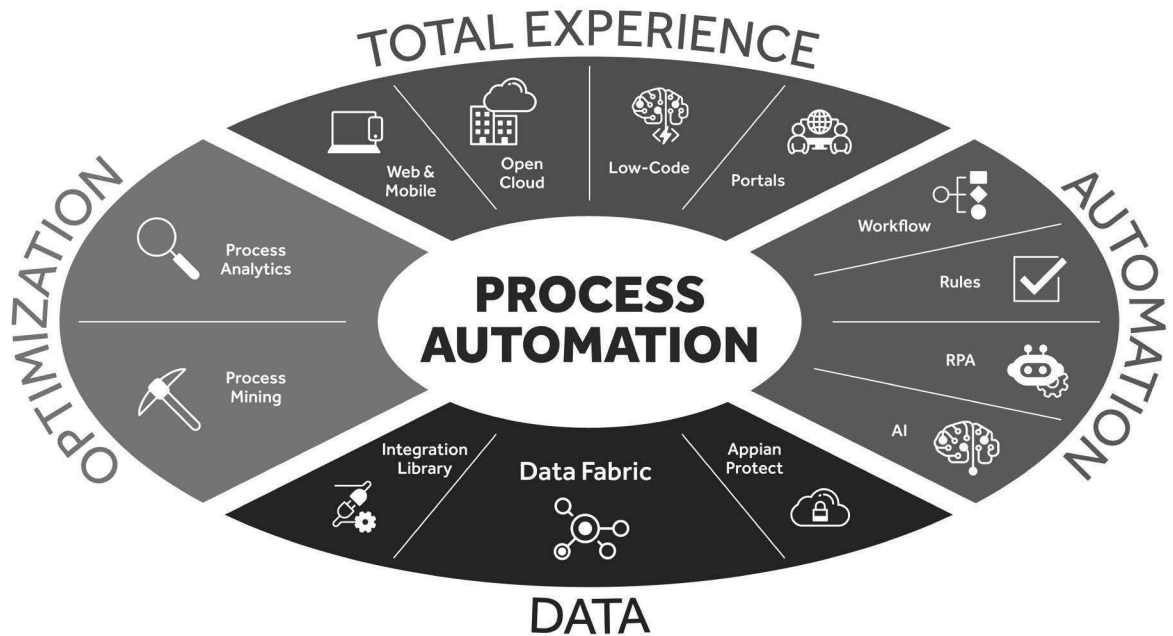 TOTAL EXPERIENCE
Web &
Mobile
Open
Cloud
Low-Code
Portals
OPTIMIZATION
Process
Analytics
Process
Mining
PROCESS
AUTOMATION
AUTOMATION
Workflow
Rules
RPA
AI
Integration
Library
Data Fabric
Appian
Protect
DATA